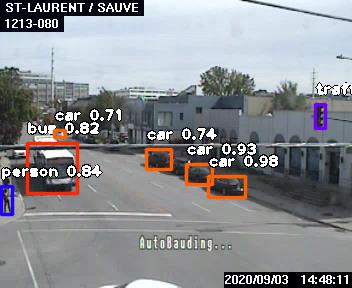 ST-LAURENT / SAUVE
1213-080
traf
car 0.71
bus 0.82
car 0.74
car 0.93
car 0.98
person 0.84
AutoBauding...
2020/09/03 14:48:11